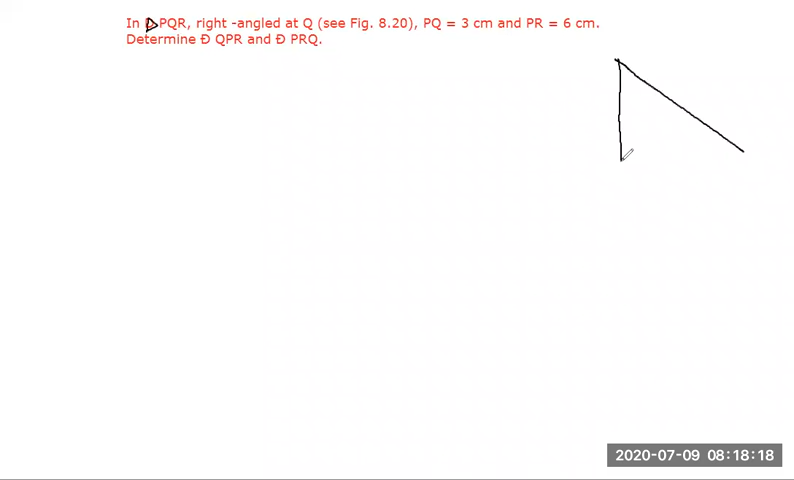 In Δ PQR, right -angled at Q (see Fig. 8.20), PQ = 3 cm and PR = 6 cm.
Determine Ð QPR and Ð PRQ.
2020-07-09 08:18:18